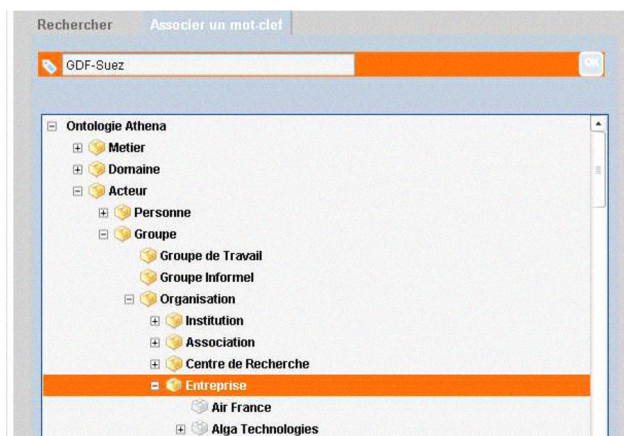 Rechercher Associer un mot-clef
GDF-Suez OK
Ontologie Athena
Metier
Domaine
Acteur
Personne
Groupe
Groupe de Travail
Groupe Informel
Organisation
Institution
Association
Centre de Recherche
Entreprise
Air France
Alga Technologies